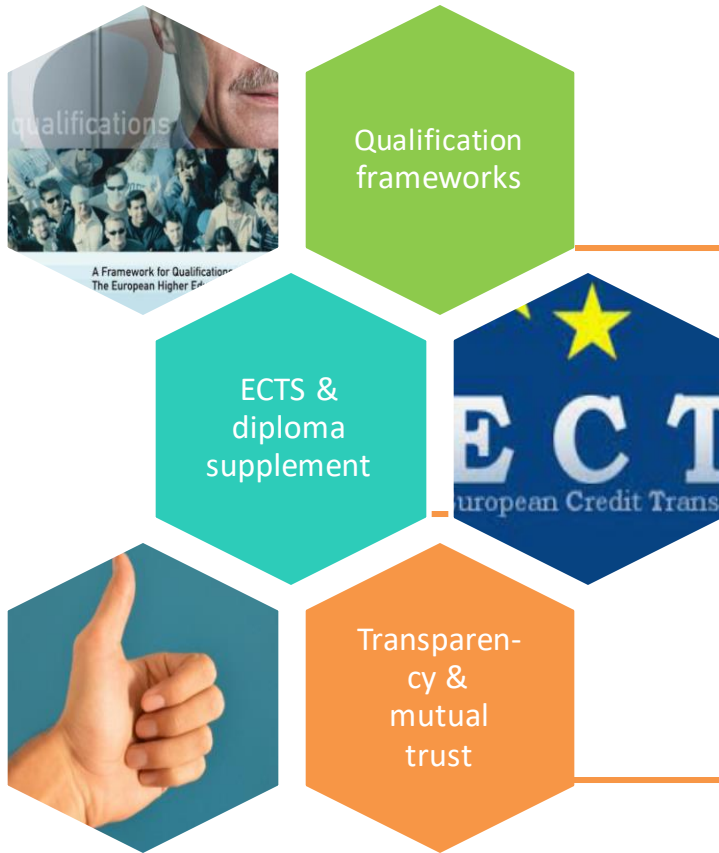 qualifications
A Framework for Qualifications
The European Higher
Qualification
frameworks
ECTS &
diploma
supplement
E C T
uropean Credit Trans
Transparen-
cy &
mutual
trust